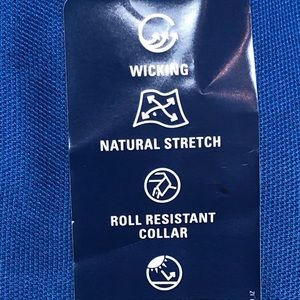 WICKING
NATURAL STRETCH
ROLL RESISTANT
COLLAR